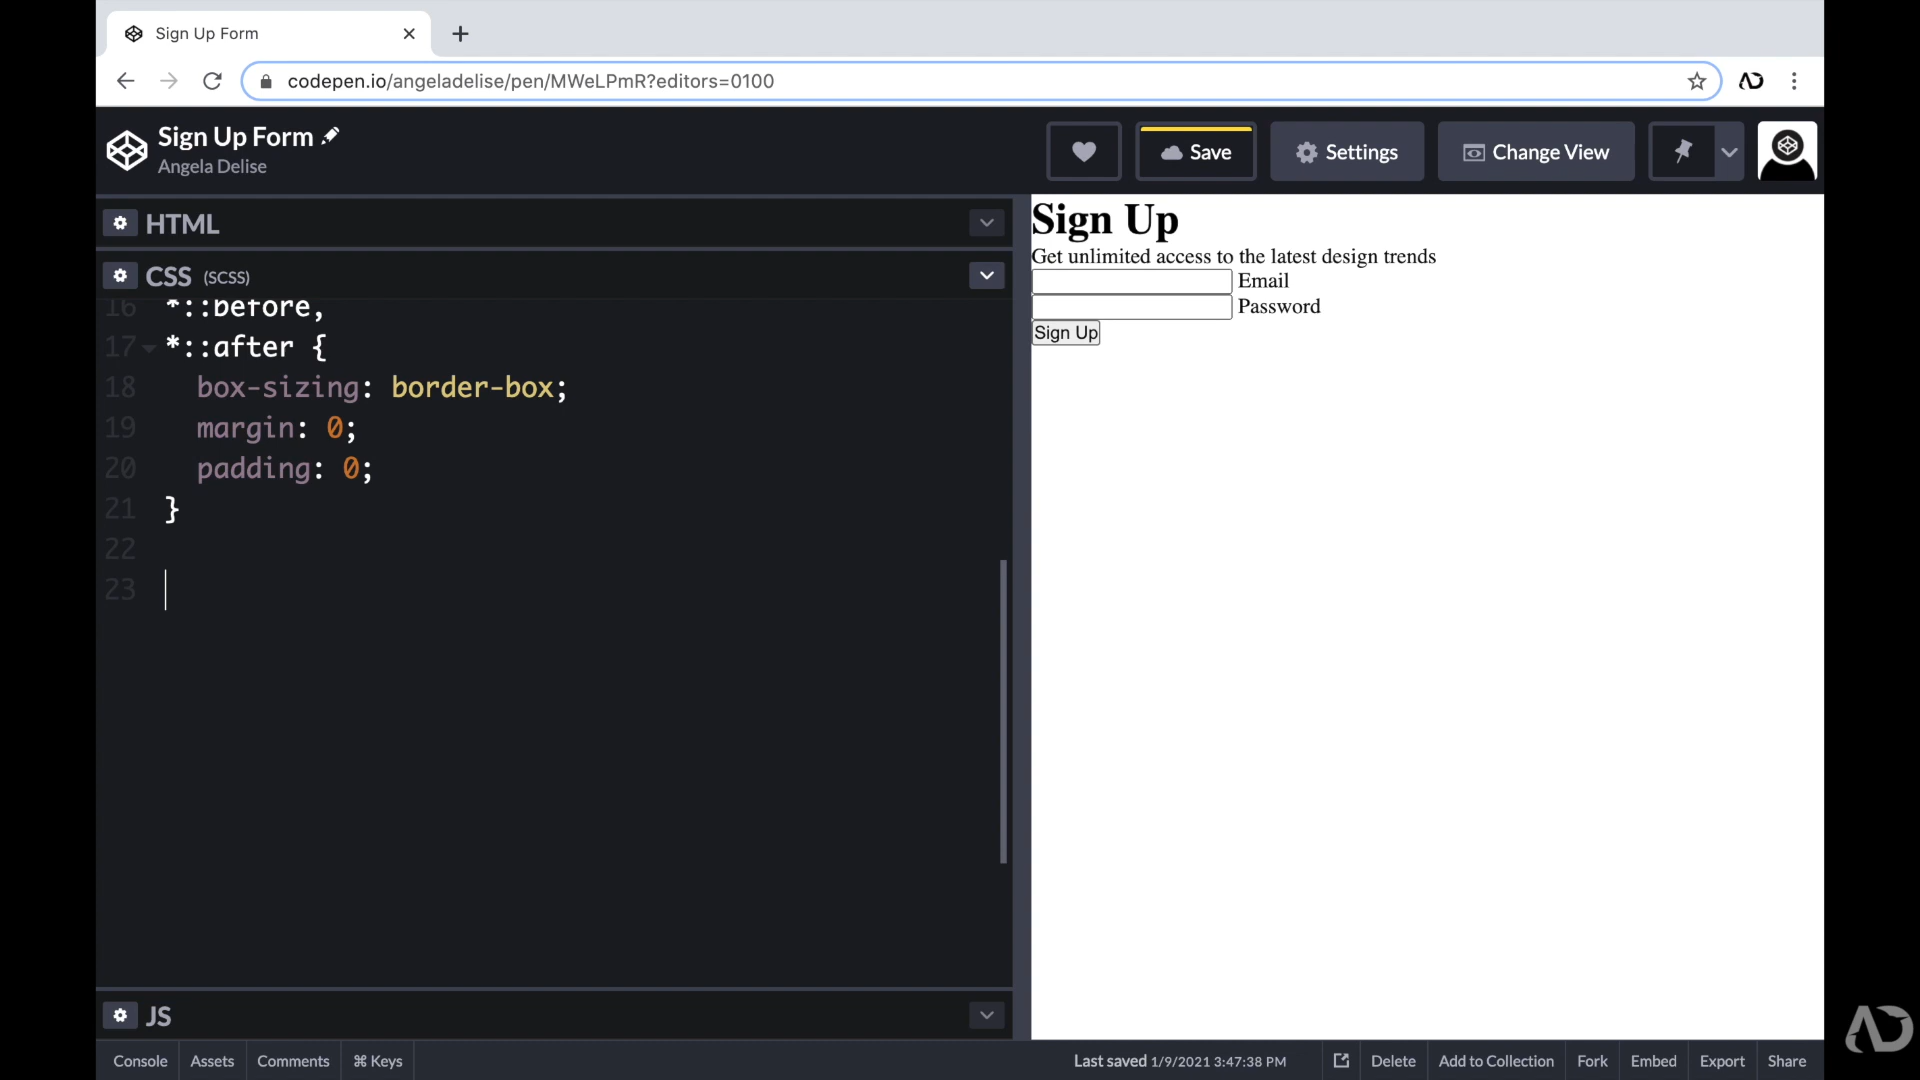 Sign Up Form
codepen.io/angeladelise/pen/MWeLPmR?editors=0100
Sign Up Form
Angela Delise
Save
Settings
Change View
HTML
CSS (SCSS)
16 *::before,
17 *::after {
18 box-sizing: border-box;
19 margin: 0;
20 padding: 0;
21 }
22
23
JS
Sign Up
Get unlimited access to the latest design trends
Email
Password
Sign Up
Console Assets Comments ⌘ Keys
Last saved 1/9/2021 3:47:38 PM Delete Add to Collection Fork Embed Export Share